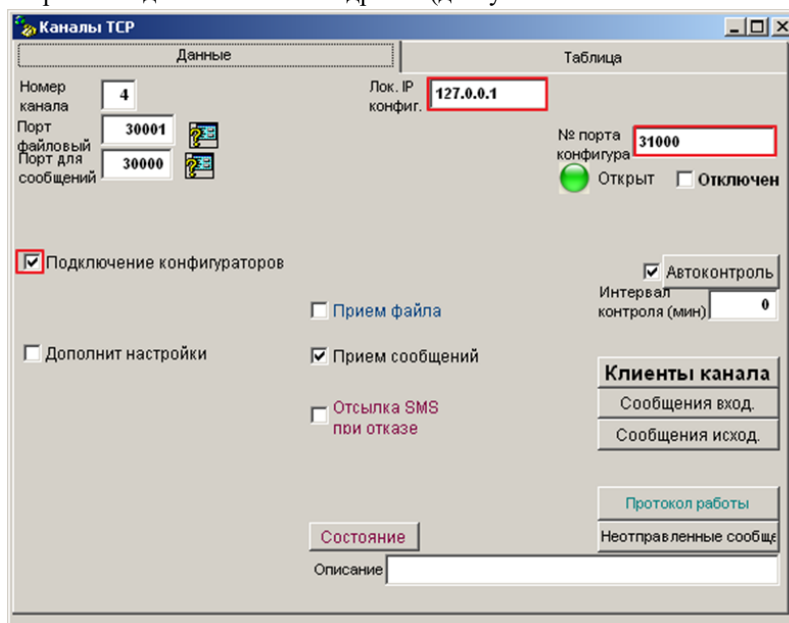 Каналы TCP
Данные
Таблица
Номер
канала
4
Лок. IP
конфиг.
127.0.0.1
Порт
файловый
30001
№ порта
конфигура
31000
Порт для
сообщений
30000
Открыт
Отключен
Подключение конфигураторов
Автоконтроль
Интервал
контроля (мин)
0
Прием файла
Дополнит настройки
Прием сообщений
Клиенты канала
Отсылка SMS
при отказе
Сообщения вход.
Сообщения исход.
Протокол работы
Состояние
Неотправленные сообще
Описание